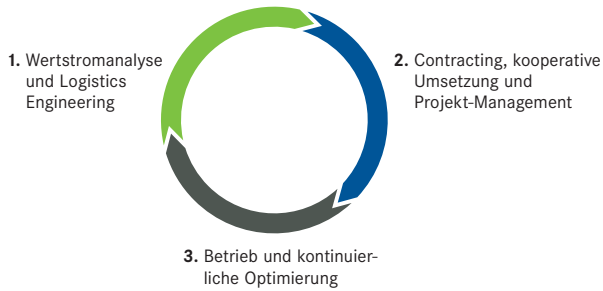 1. Wertstromanalyse
und Logistics
Engineering
2. Contracting, kooperative
Umsetzung und
Projekt-Management
3. Betrieb und kontinuier-
liche Optimierung